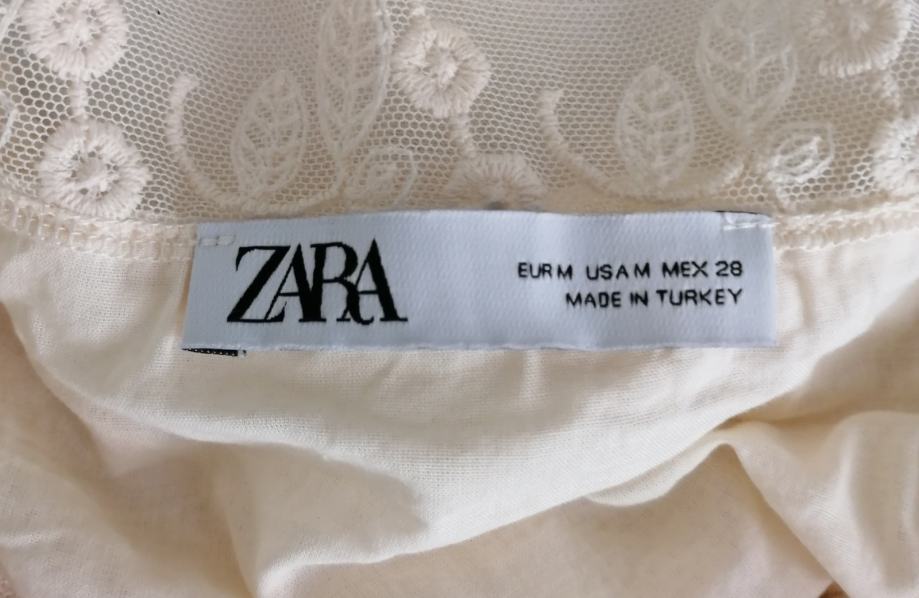 ZARA
EUR M USA M MEX 28
MADE IN TURKEY